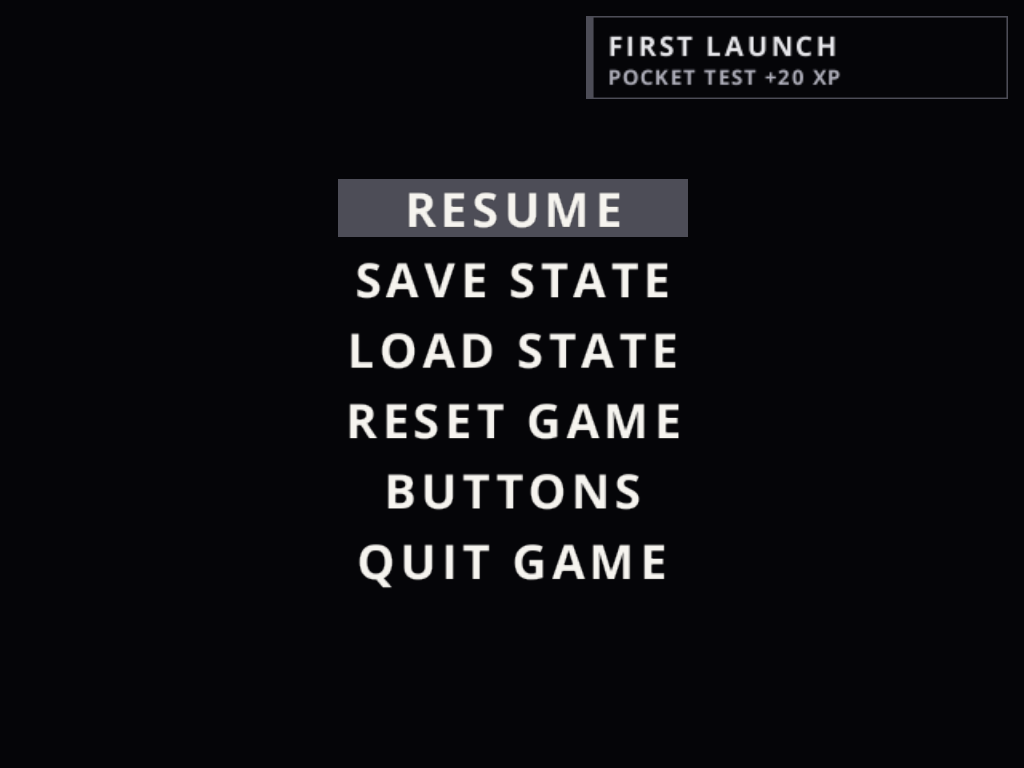 FIRST LAUNCH
POCKET TEST +20 XP
RESUME
SAVE STATE
LOAD STATE
RESET GAME
BUTTONS
QUIT GAME